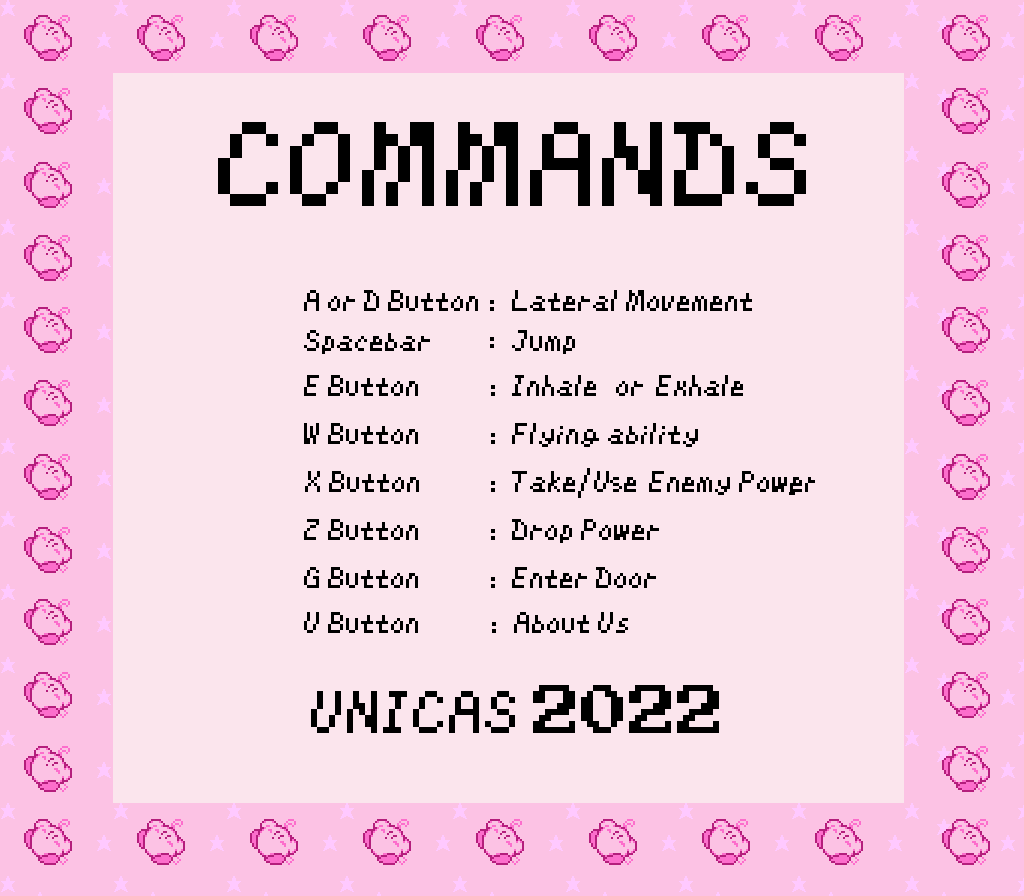 COMMANDS
A or D Button : Lateral Movement
Spacebar : Jump
E Button : Inhale or Exhale
W Button : Flying ability
X Button : Take/Use Enemy Power
Z Button : Drop Power
G Button : Enter Door
U Button : About Us
UNICAS 2022